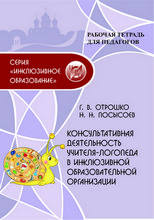 РАБОЧАЯ ТЕТРАДЬ
ДЛЯ ПЕДАГОГОВ
СЕРИЯ
«ИНКЛЮЗИВНОЕ
ОБРАЗОВАНИЕ»
Г. В. ОТРОШКО
Н. Н. ПОСЫСОЕВ
КОНСУЛЬТАТИВНАЯ
ДЕЯТЕЛЬНОСТЬ
УЧИТЕЛЯ-ЛОГОПЕДА
В ИНКЛЮЗИВНОЙ
ОБРАЗОВАТЕЛЬНОЙ
ОРГАНИЗАЦИИ